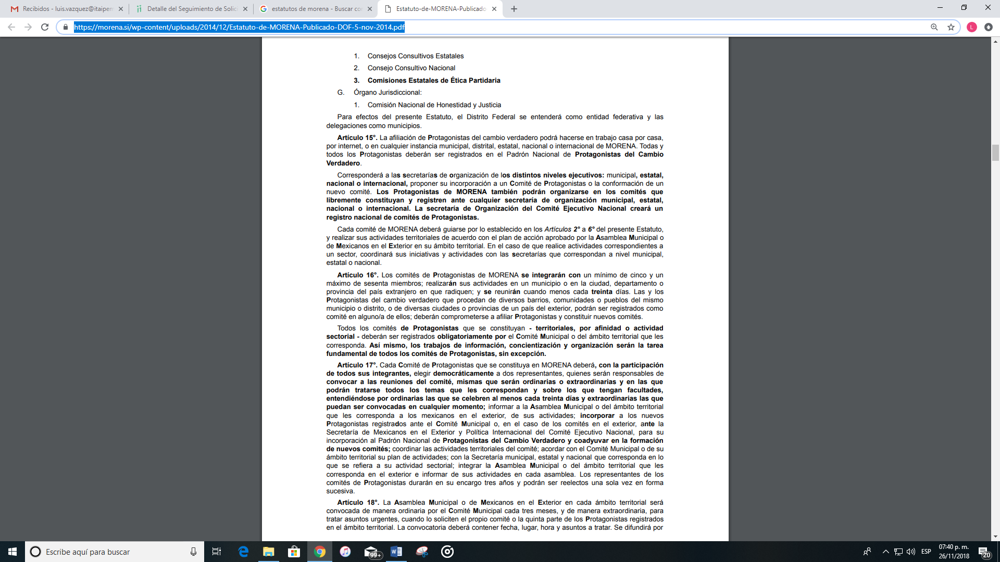 Recibidos - luis.vazquez@itaipem
Detalle del Seguimiento de Solici
estatutos de morena - Buscar co
Estatuto-de-MORENA-Publicado
https://morena.si/wp-content/uploads/2014/12/Estatuto-de-MORENA-Publicado-DOF-5-nov-2014.pdf
L
1. Consejos Consultivos Estatales
2. Consejo Consultivo Nacional
3. Comisiones Estatales de Ética Partidaria
G. Órgano Jurisdiccional:
1. Comisión Nacional de Honestidad y Justicia
Para efectos del presente Estatuto, el Distrito Federal se entenderá como entidad federativa y las
delegaciones como municipios.
Artículo 15°. La afiliación de Protagonistas del cambio verdadero podrá hacerse en trabajo casa por casa,
por internet, o en cualquier instancia municipal, distrital, estatal, nacional o internacional de MORENA. Todas y
todos los Protagonistas deberán ser registrados en el Padrón Nacional de Protagonistas del Cambio
Verdadero.
Corresponderá a las secretarías de organización de los distintos niveles ejecutivos: municipal, estatal,
nacional o internacional, proponer su incorporación a un Comité de Protagonistas o la conformación de un
nuevo comité. Los Protagonistas de MORENA también podrán organizarse en los comités que
libremente constituyan y registren ante cualquier secretaría de organización municipal, estatal,
nacional o internacional. La secretaría de Organización del Comité Ejecutivo Nacional creará un
registro nacional de comités de Protagonistas.
Cada comité de MORENA deberá guiarse por lo establecido en los Artículos 2° a 6° del presente Estatuto,
y realizar sus actividades territoriales de acuerdo con el plan de acción aprobado por la Asamblea Municipal o
de Mexicanos en el Exterior en su ámbito territorial. En el caso de que realice actividades correspondientes a
un sector, coordinará sus iniciativas y actividades con las secretarías que correspondan a nivel municipal,
estatal o nacional.
Artículo 16°. Los comités de Protagonistas de MORENA se integrarán con un mínimo de cinco y un
máximo de sesenta miembros; realizarán sus actividades en un municipio o en la ciudad, departamento o
provincia del país extranjero en que radiquen; y se reunirán cuando menos cada treinta días. Las y los
Protagonistas del cambio verdadero que procedan de diversos barrios, comunidades o pueblos del mismo
municipio o distrito, o de diversas ciudades o provincias de un país del exterior, podrán ser registrados como
comité en alguno/a de ellos; deberán comprometerse a afiliar Protagonistas y constituir nuevos comités.
Todos los comités de Protagonistas que se constituyan - territoriales, por afinidad o actividad
sectorial - deberán ser registrados obligatoriamente por el Comité Municipal o del ámbito territorial que les
corresponda. Así mismo, los trabajos de información, concientización y organización serán la tarea
fundamental de todos los comités de Protagonistas, sin excepción.
Artículo 17°. Cada Comité de Protagonistas que se constituya en MORENA deberá, con la participación
de todos sus integrantes, elegir democráticamente a dos representantes, quienes serán responsables de
convocar a las reuniones del comité, mismas que serán ordinarias o extraordinarias y en las que
podrán tratarse todos los temas que les correspondan y sobre los que tengan facultades,
entendiéndose por ordinarias las que se celebren al menos cada treinta días y extraordinarias las que
puedan ser convocadas en cualquier momento; informar a la Asamblea Municipal o del ámbito territorial
que les corresponda a los mexicanos en el exterior, de sus actividades; incorporar a los nuevos
Protagonistas registrados ante el Comité Municipal o, en el caso de los comités en el exterior, ante la
Secretaría de Mexicanos en el Exterior y Política Internacional del Comité Ejecutivo Nacional, para su
incorporación al Padrón Nacional de Protagonistas del Cambio Verdadero y coadyuvar en la formación
de nuevos comités; coordinar las actividades territoriales del comité; acordar con el Comité Municipal o de su
ámbito territorial su plan de actividades; con la Secretaría municipal, estatal y nacional que corresponda en lo
que se refiera a su actividad sectorial; integrar la Asamblea Municipal o del ámbito territorial que les
corresponda en el exterior e informar de sus actividades en cada asamblea. Los representantes de los
comités de Protagonistas durarán en su encargo tres años y podrán ser reelectos una sola vez en forma
sucesiva.
Artículo 18°. La Asamblea Municipal o de Mexicanos en el Exterior en cada ámbito territorial será
convocada de manera ordinaria por el Comité Municipal cada tres meses, y de manera extraordinaria, para
tratar asuntos urgentes, cuando lo soliciten el propio comité o la quinta parte de los Protagonistas registrados
en el ámbito territorial. La convocatoria deberá contener fecha, lugar, hora y asuntos a tratar. Se difundirá por
Escribe aquí para buscar
99+
ESP
07:40 p. m.
26/11/2018
20